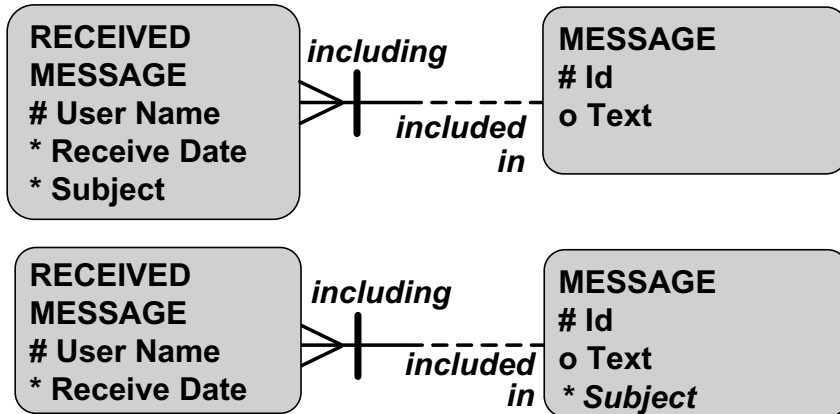 RECEIVED
MESSAGE
# User Name
* Receive Date
* Subject
including
included
in
MESSAGE
# Id
o Text
RECEIVED
MESSAGE
# User Name
* Receive Date
including
included
in
MESSAGE
# Id
o Text
* Subject